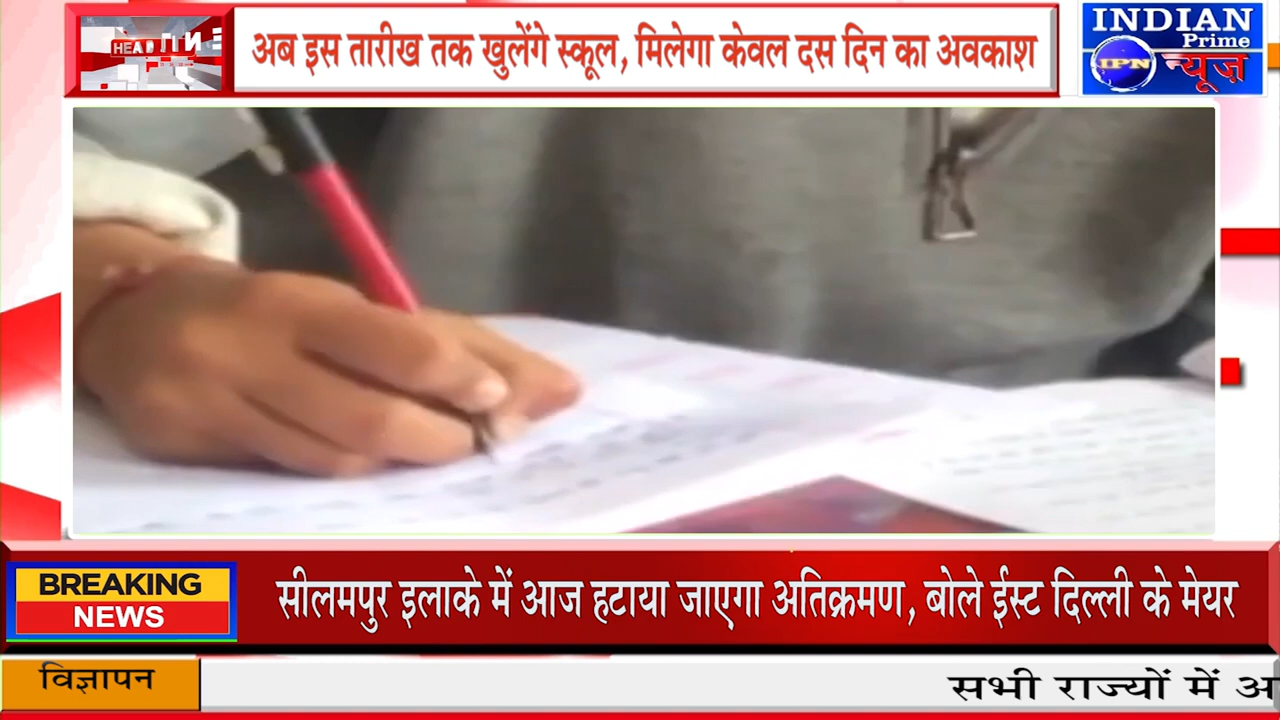 HEADLINE
अब इस तारीख तक खुलेंगे स्कूल, मिलेगा केवल दस दिन का अवकाश
INDIAN
Prime
IPN न्यूज़
BREAKING
NEWS
सीलमपुर इलाके में आज हटाया जाएगा अतिक्रमण, बोले ईस्ट दिल्ली के मेयर
विज्ञापन
सभी राज्यों में अ